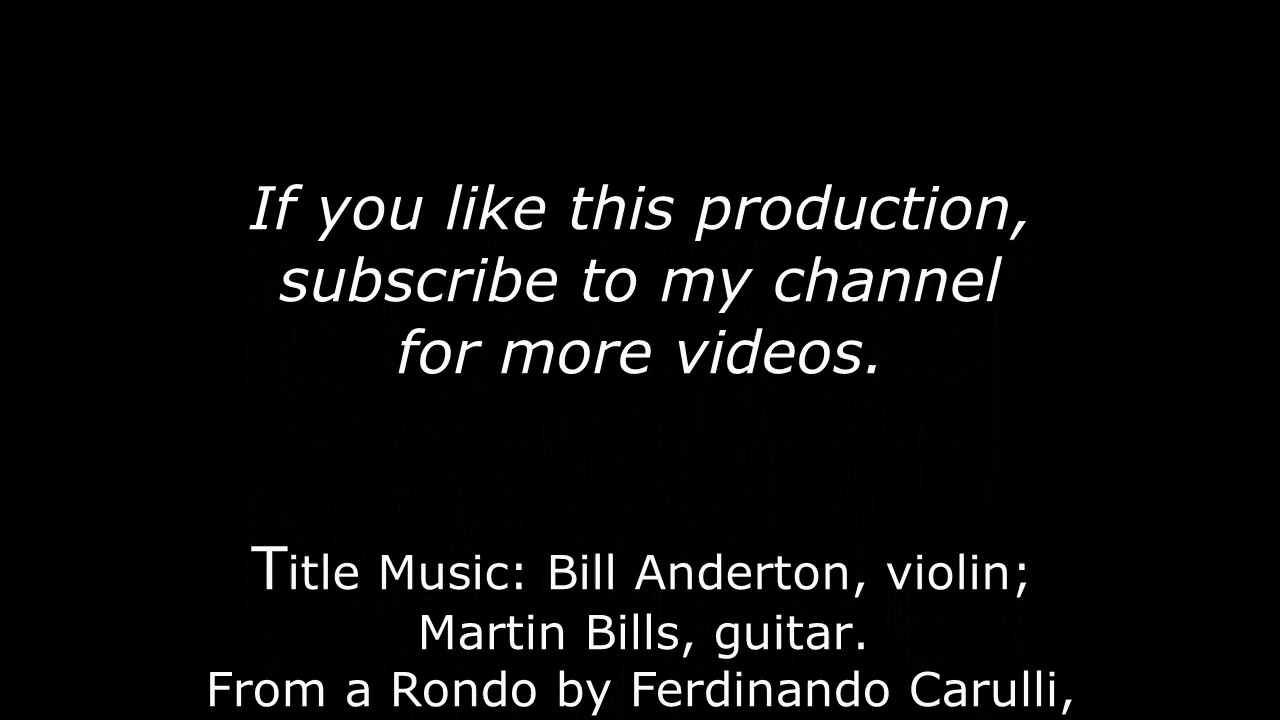 If you like this production,
subscribe to my channel
for more videos.
Title Music: Bill Anderton, violin;
Martin Bills, guitar.
From a Rondo by Ferdinando Carulli,